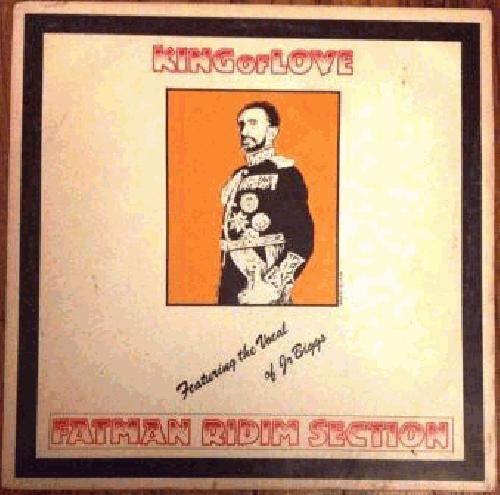 KING OF LOVE
Featuring the Vocal
of Jr Biggs
FATMAN RIDIM SECTION